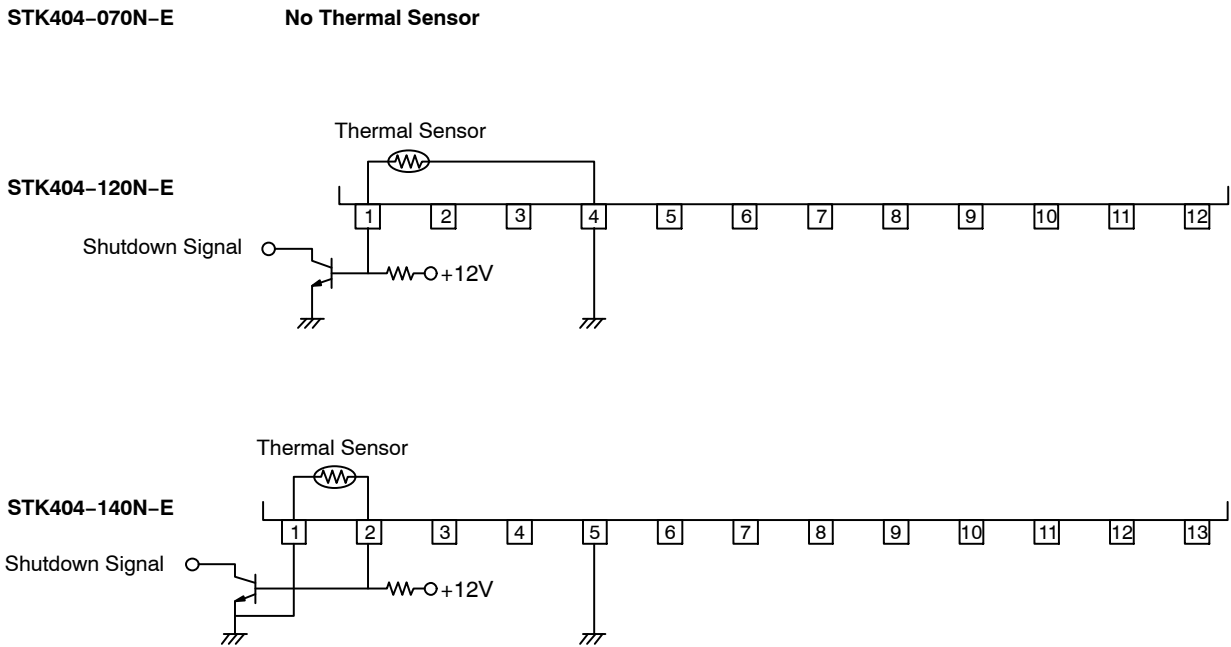 STK404−070N−E No Thermal Sensor
Thermal Sensor
STK404−120N−E
1 2 3 4 5 6 7 8 9 10 11 12
Shutdown Signal
+12V
Thermal Sensor
STK404−140N−E
1 2 3 4 5 6 7 8 9 10 11 12 13
Shutdown Signal
+12V